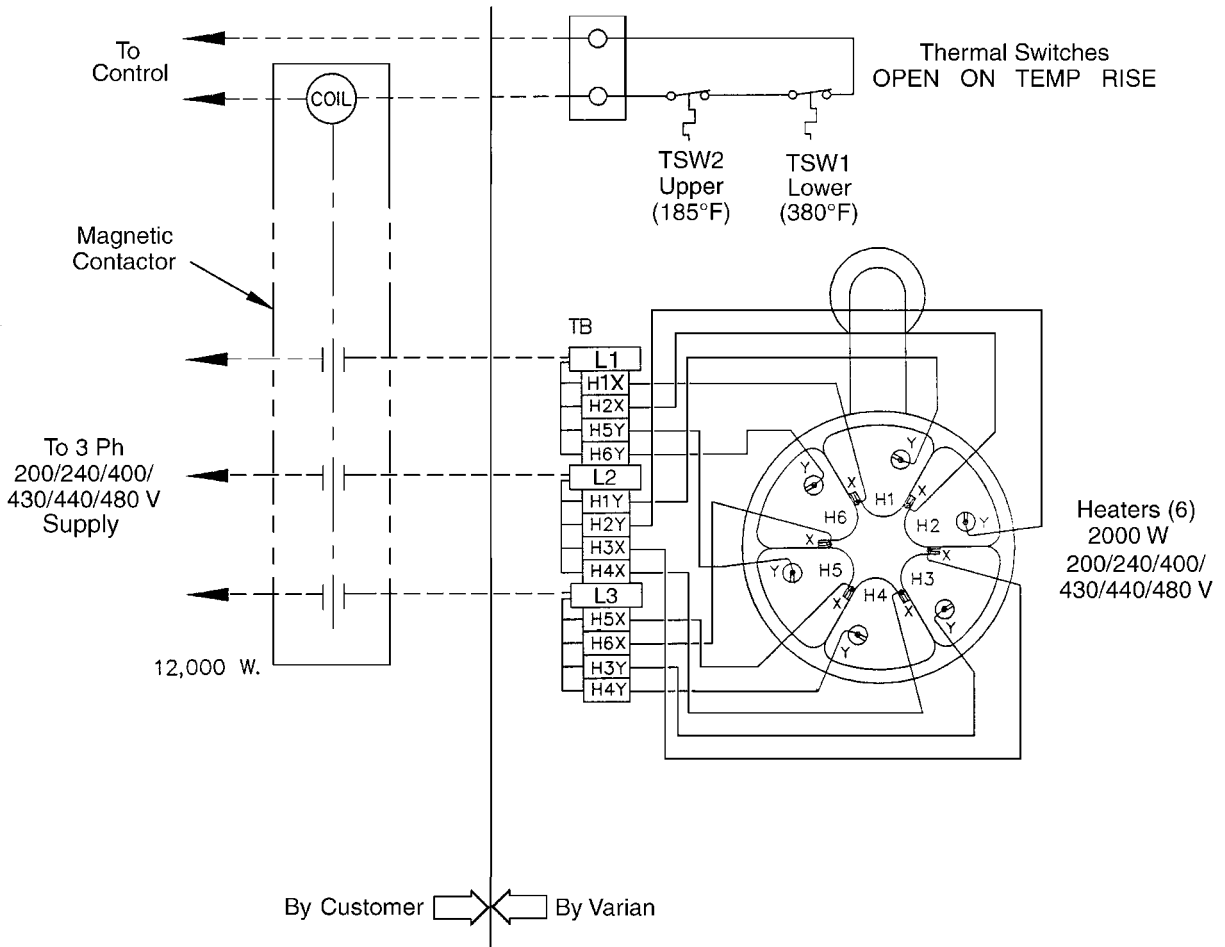 To
Control
COIL
Thermal Switches
OPEN ON TEMP RISE
TSW2
Upper
(185°F)
TSW1
Lower
(380°F)
Magnetic
Contactor
TB
L1
H1X
H2X
H5Y
H6Y
L2
H1Y
H2Y
H3X
H4X
L3
H5X
H6X
H3Y
H4Y
To 3 Ph
200/240/400/
430/440/480 V
Supply
12,000 W.
Y
X
H1
X
H2
Y
X
H3
Y
X
H4
Y
X
H5
Y
X
H6
Y
Heaters (6)
2000 W
200/240/400/
430/440/480 V
By Customer
By Varian